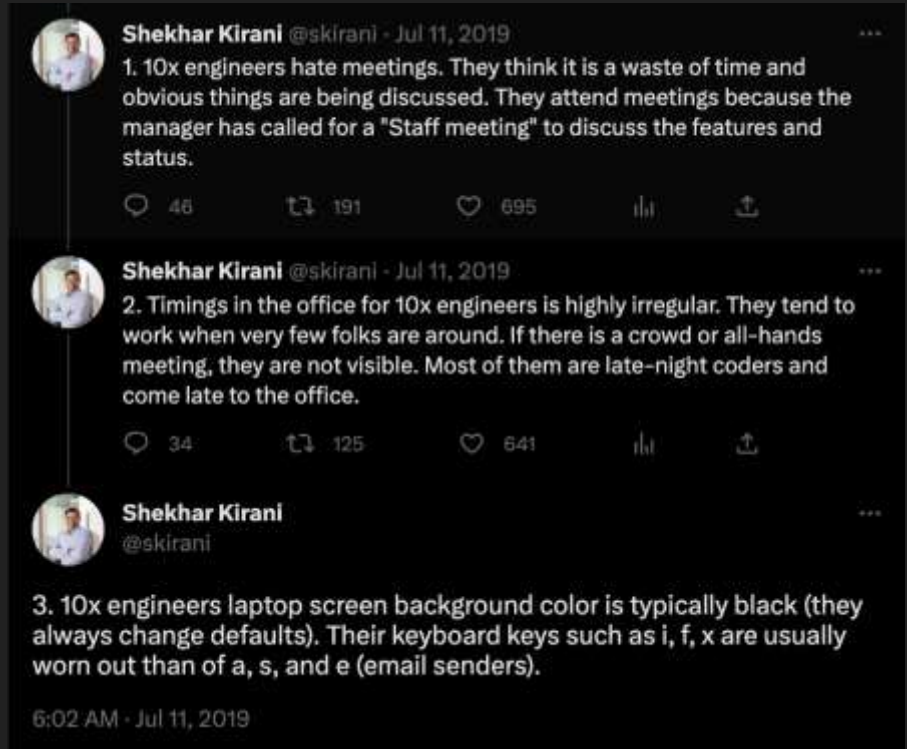 Shekhar Kirani @skirani · Jul 11, 2019
1. 10x engineers hate meetings. They think it is a waste of time and
obvious things are being discussed. They attend meetings because the
manager has called for a "Staff meeting" to discuss the features and
status.
46 191 695
Shekhar Kirani @skirani · Jul 11, 2019
2. Timings in the office for 10x engineers is highly irregular. They tend to
work when very few folks are around. If there is a crowd or all-hands
meeting, they are not visible. Most of them are late-night coders and
come late to the office.
34 125 641
Shekhar Kirani
@skirani
3. 10x engineers laptop screen background color is typically black (they
always change defaults). Their keyboard keys such as i, f, x are usually
worn out than of a, s, and e (email senders).
6:02 AM · Jul 11, 2019